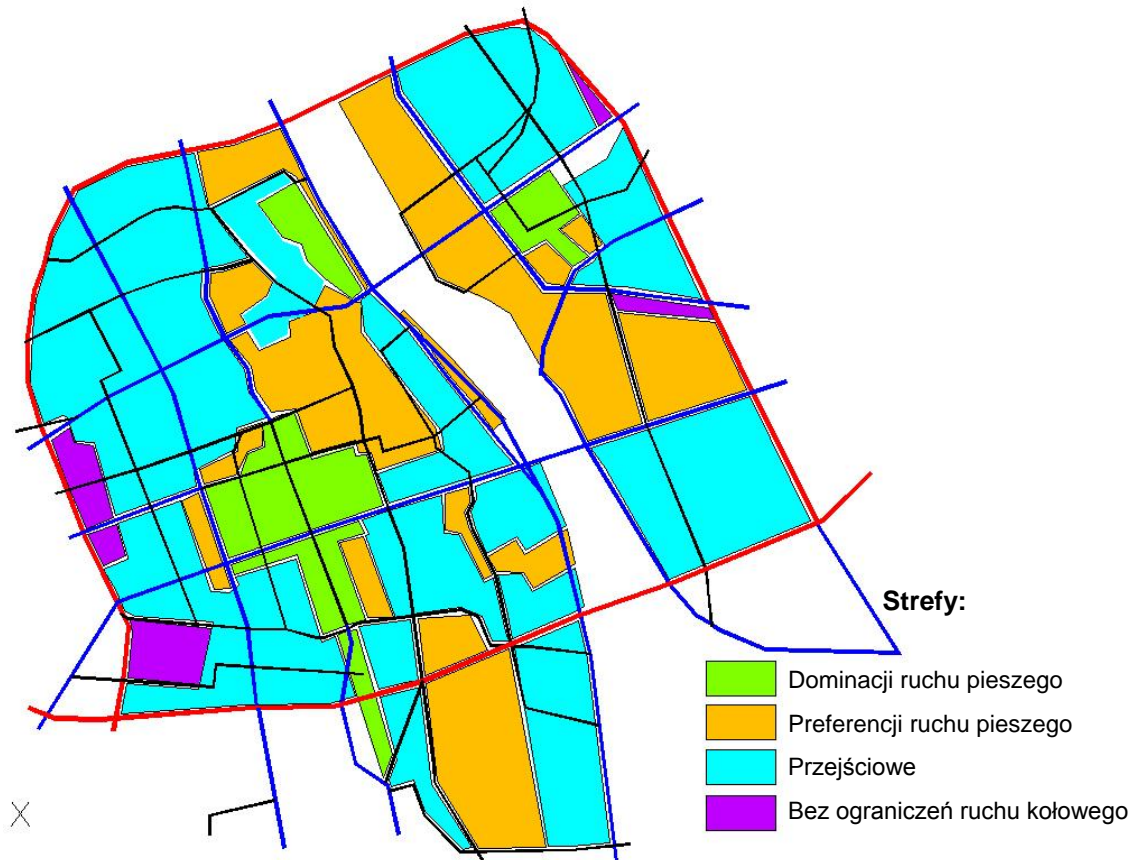 Strefy:
Dominacji ruchu pieszego
Preferencji ruchu pieszego
Przejściowe
Bez ograniczeń ruchu kołowego